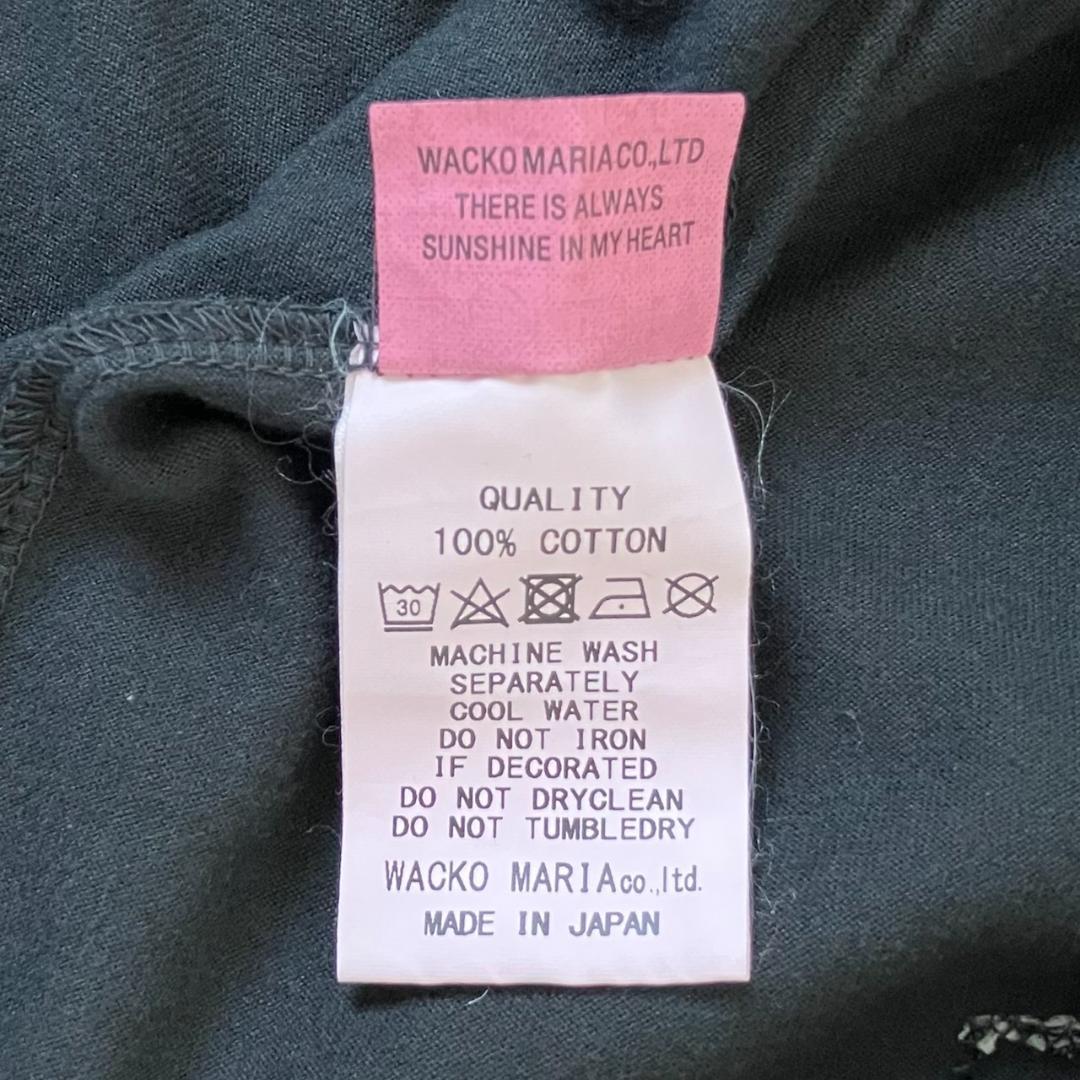 WACKO MARIA CO.,LTD
THERE IS ALWAYS
SUNSHINE IN MY HEART
QUALITY
100% COTTON
30
MACHINE WASH
SEPARATELY
COOL WATER
DO NOT IRON
IF DECORATED
DO NOT DRYCLEAN
DO NOT TUMBLEDRY
WACKO MARIA co.,ltd.
MADE IN JAPAN